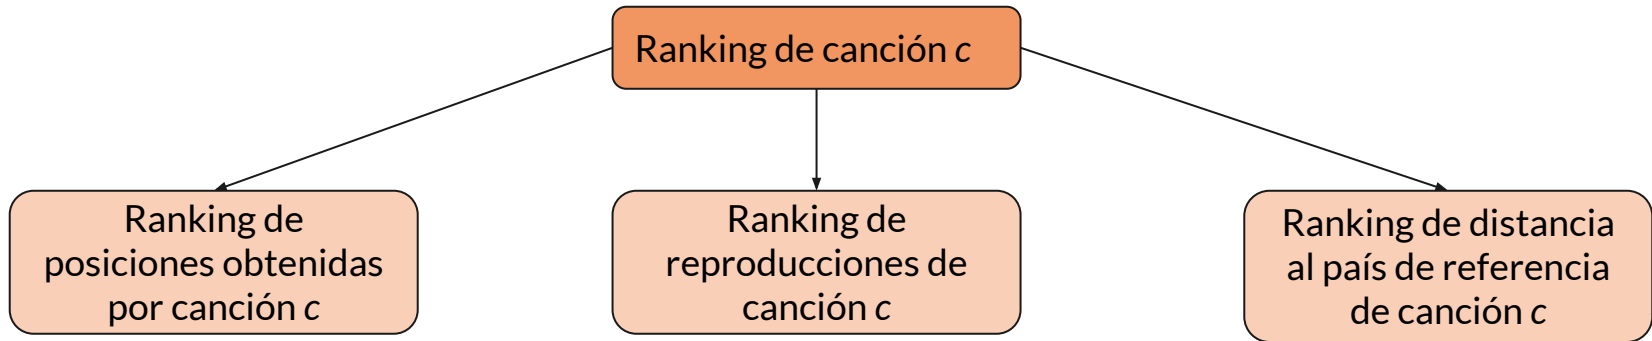 Ranking de canción c
Ranking de
posiciones obtenidas
por canción c
Ranking de
reproducciones de
canción c
Ranking de distancia
al país de referencia
de canción c